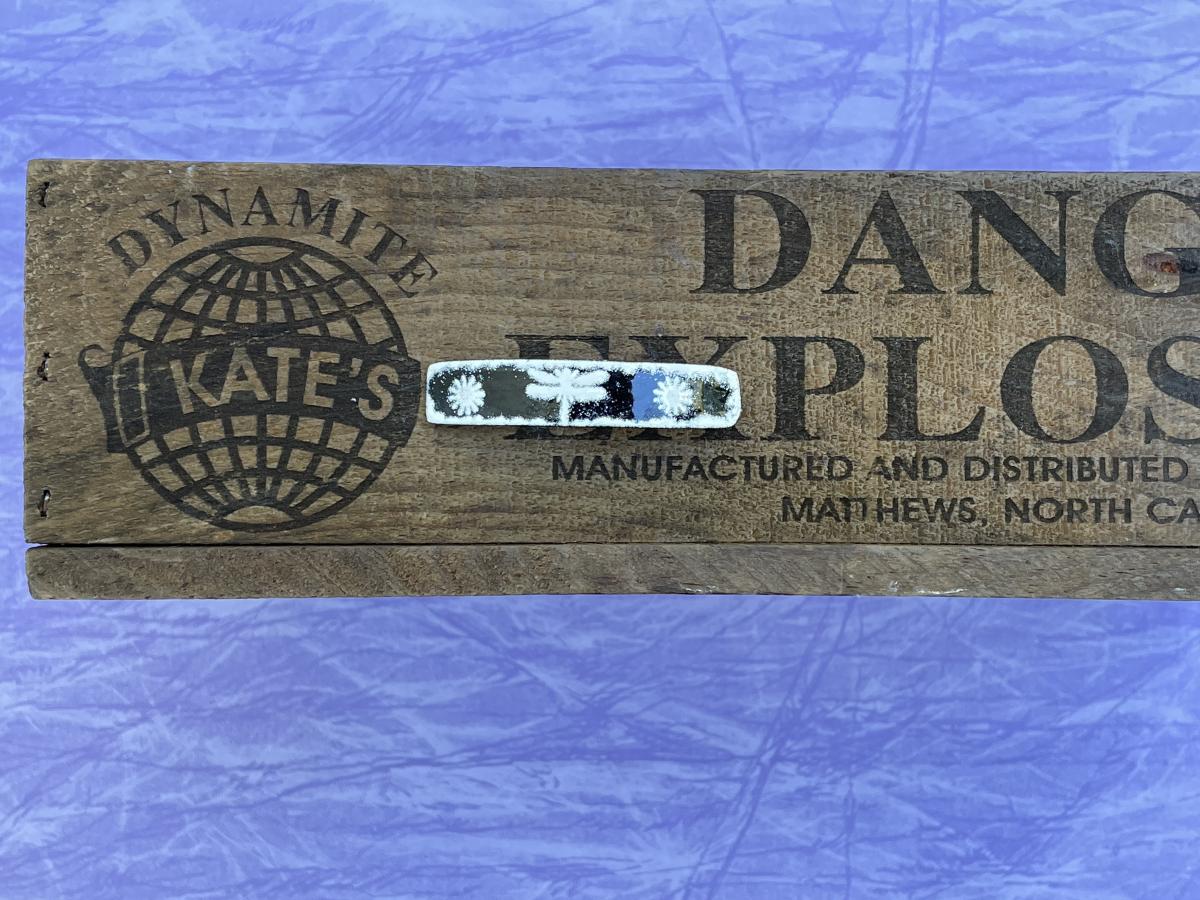 DYNAMITE
KATE'S
DANG
EXPLOS
MANUFACTURED AND DISTRIBUTED
MATTHEWS, NORTH CA